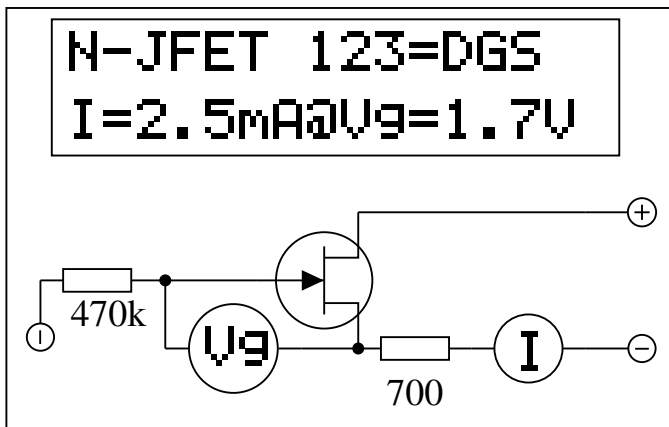 N-JFET 123=DGS
I=2.5mA@Vg=1.7V
+
-
470k
Vg
I
-
700